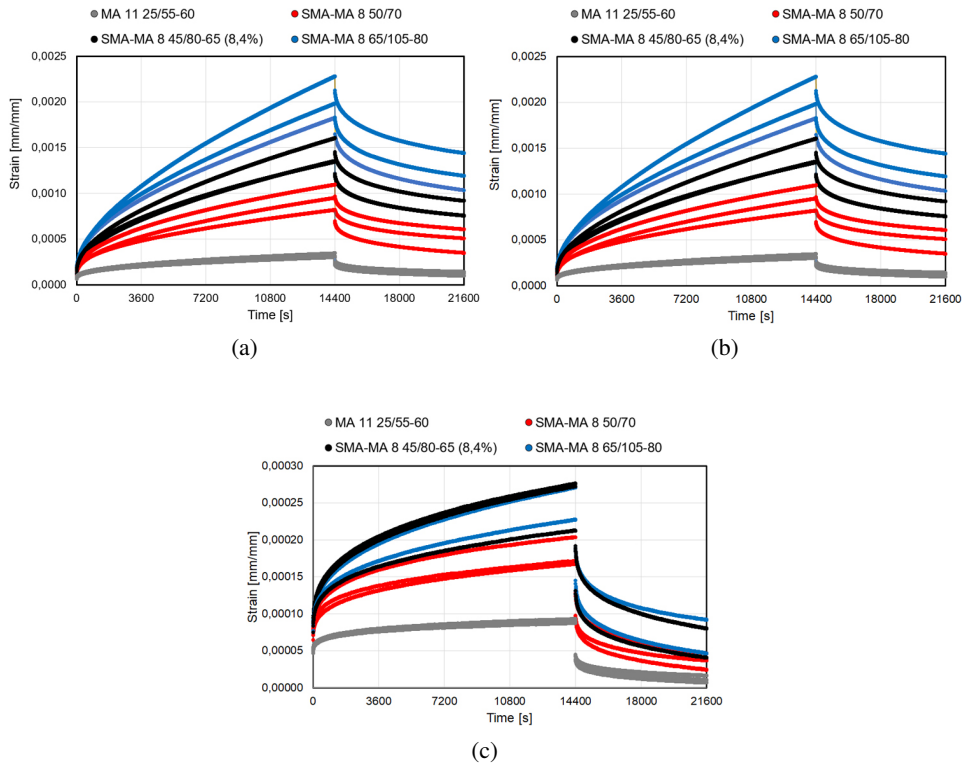 MA 11 25/55-60 SMA-MA 8 50/70
SMA-MA 8 45/80-65 (8,4%) SMA-MA 8 65/105-80
0,0025
0,0020
0,0015
0,0010
0,0005
0,0000
Strain [mm/mm]
0 3600 7200 10800 14400 18000 21600
Time [s]
(a)
MA 11 25/55-60 SMA-MA 8 50/70
SMA-MA 8 45/80-65 (8,4%) SMA-MA 8 65/105-80
0,0025
0,0020
0,0015
0,0010
0,0005
0,0000
Strain [mm/mm]
0 3600 7200 10800 14400 18000 21600
Time [s]
(b)
MA 11 25/55-60 SMA-MA 8 50/70
SMA-MA 8 45/80-65 (8,4%) SMA-MA 8 65/105-80
0,00030
0,00025
0,00020
0,00015
0,00010
0,00005
0,00000
Strain [mm/mm]
0 3600 7200 10800 14400 18000 21600
Time [s]
(c)